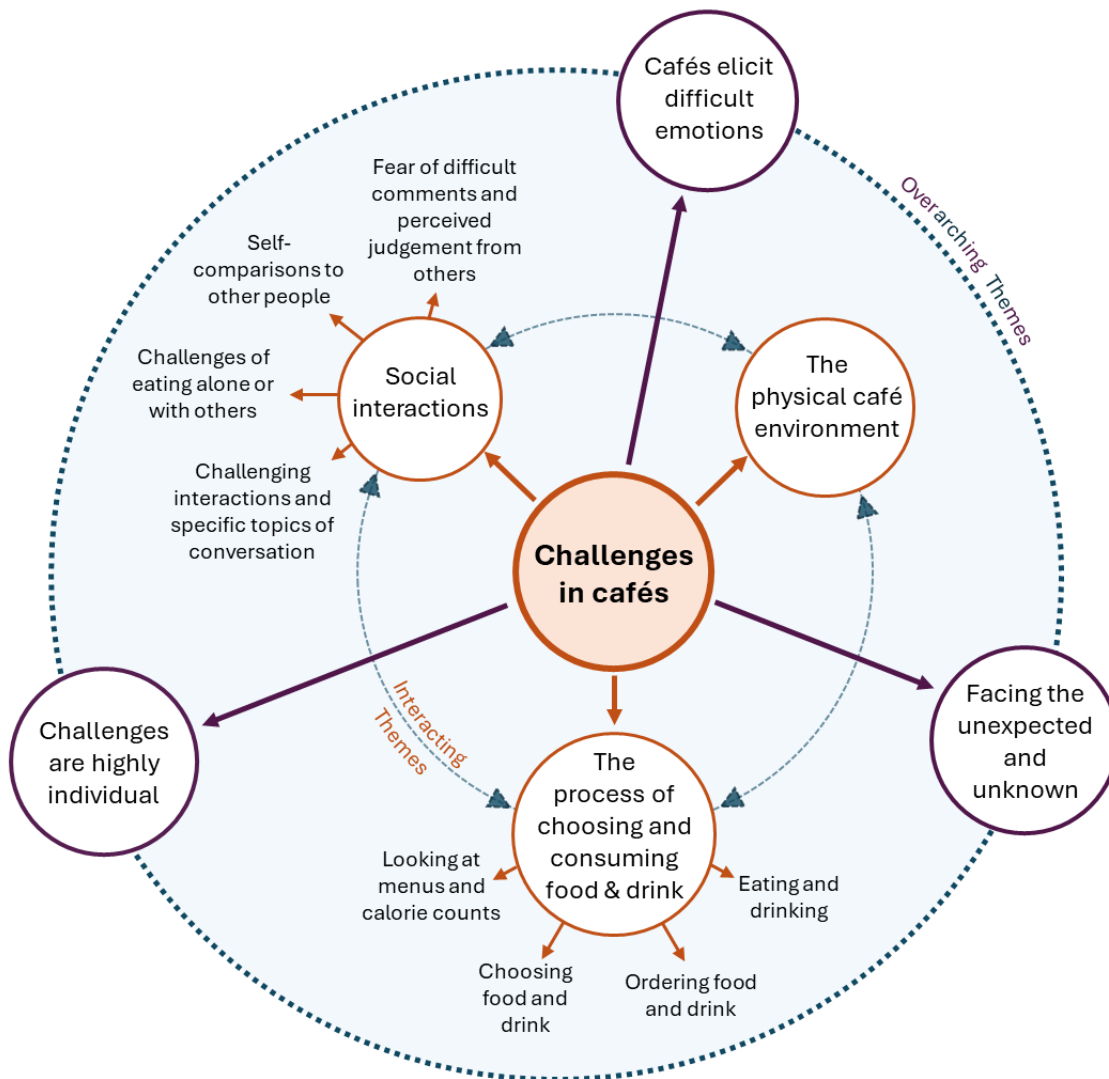 Cafés elicit
difficult
emotions
Overarching Themes
Fear of difficult
comments and
perceived
judgement from
others
Self-
comparisons to
other people
Challenges of
eating alone or
with others
Challenging
interactions and
specific topics of
conversation
Social
interactions
The
physical café
environment
Challenges
in cafés
Challenges
are highly
individual
Interacting
Themes
Facing the
unexpected
and
unknown
The
process of
choosing and
consuming
food & drink
Looking at
menus and
calorie counts
Choosing
food and
drink
Ordering food
and drink
Eating and
drinking